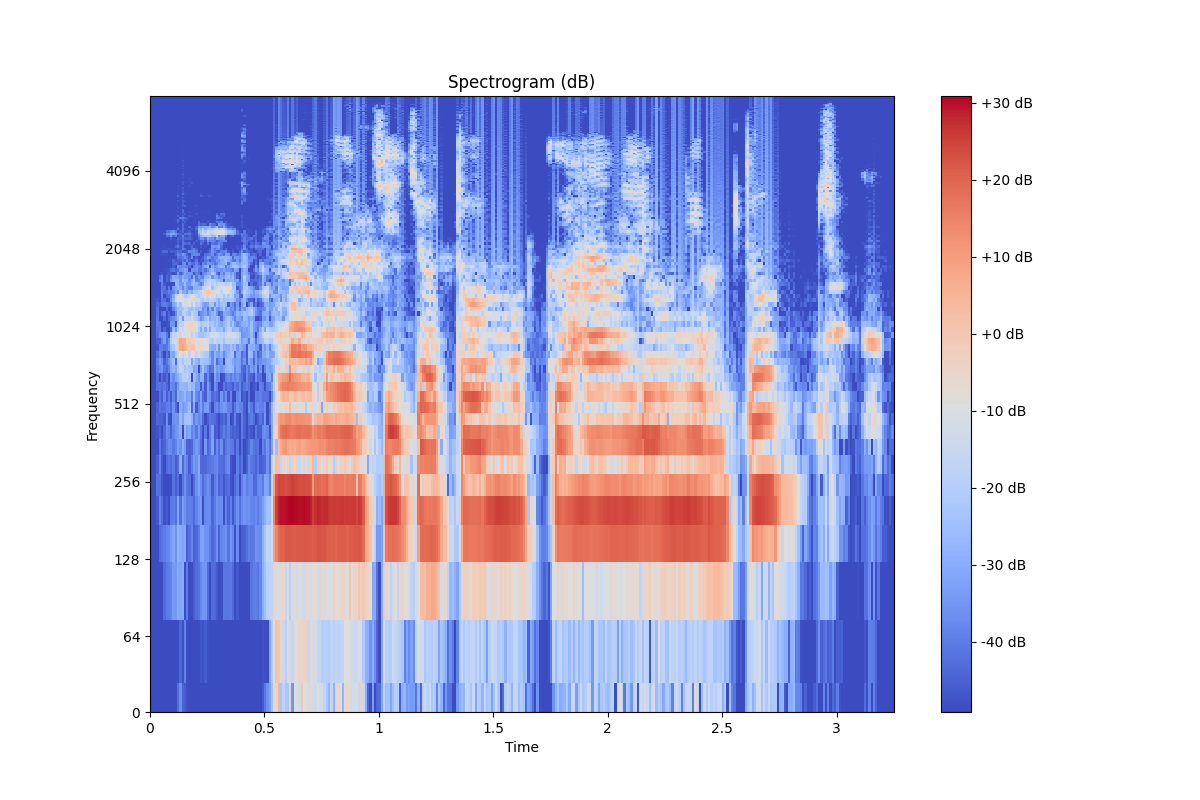 Spectrogram (dB)
+30 dB
4096
+20 dB
2048
+10 dB
1024
+0 dB
Frequency
512
-10 dB
256
-20 dB
128
-30 dB
64
-40 dB
0
0 0.5 1 1.5 2 2.5 3
Time